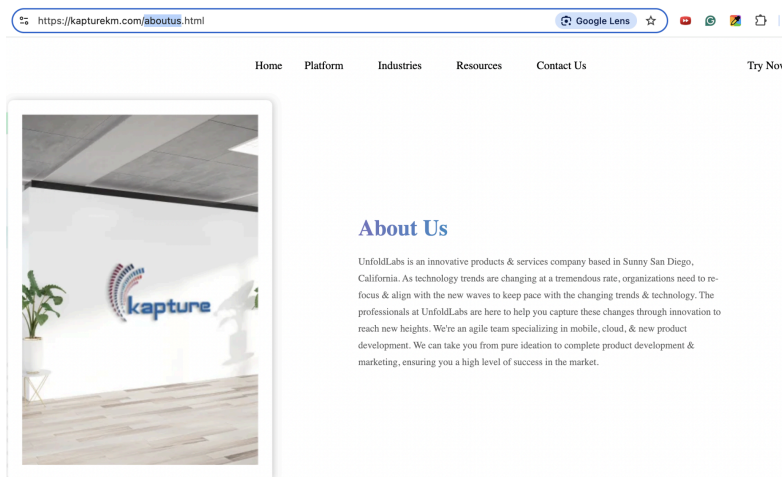 https://kapturekm.com/aboutus.html
Google Lens
Home Platform Industries Resources Contact Us
kapture
About Us
UnfoldLabs is an innovative products & services company based in Sunny San Diego,
California. As technology trends are changing at a tremendous rate, organizations need to re-
focus & align with the new waves to keep pace with the changing trends & technology. The
professionals at UnfoldLabs are here to help you capture these changes through innovation to
reach new heights. We're an agile team specializing in mobile, cloud, & new product
development. We can take you from pure ideation to complete product development &
marketing, ensuring you a high level of success in the market.